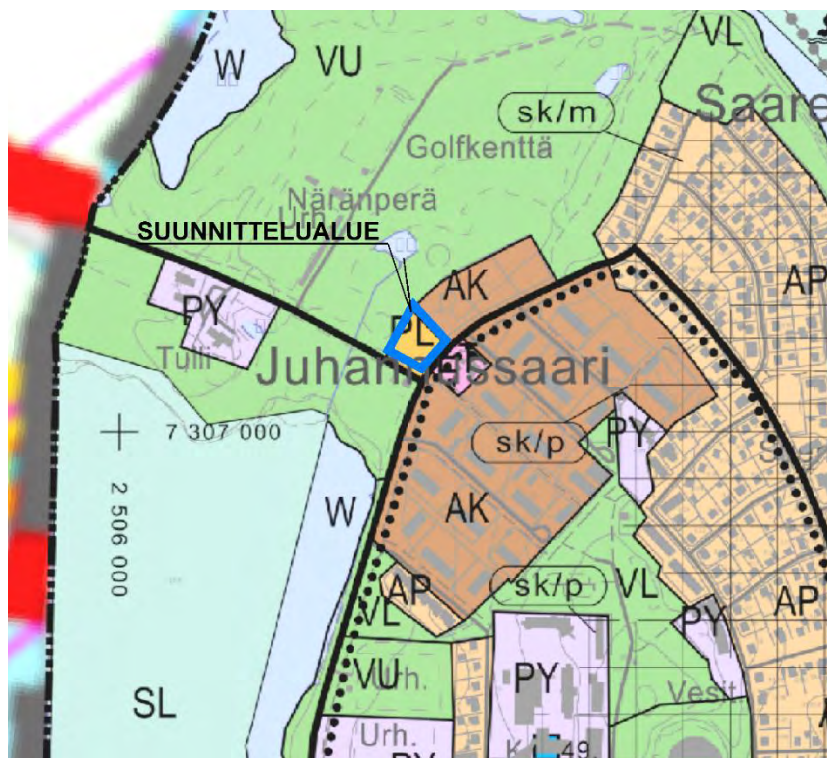 W
VU
VL
sk/m
Saare
Golfkenttä
Näränperä
Urh.
SUUNNITTELUALUE
AK
AP
PY
PL
Tulli
Juhannussaari
7 307 000
2 506 000
sk/p
PY
W
AK
AP
VL
sk/p
VL
AP
PY
VU
Urh.
PY
Vesit.
SL
Urh.
PY